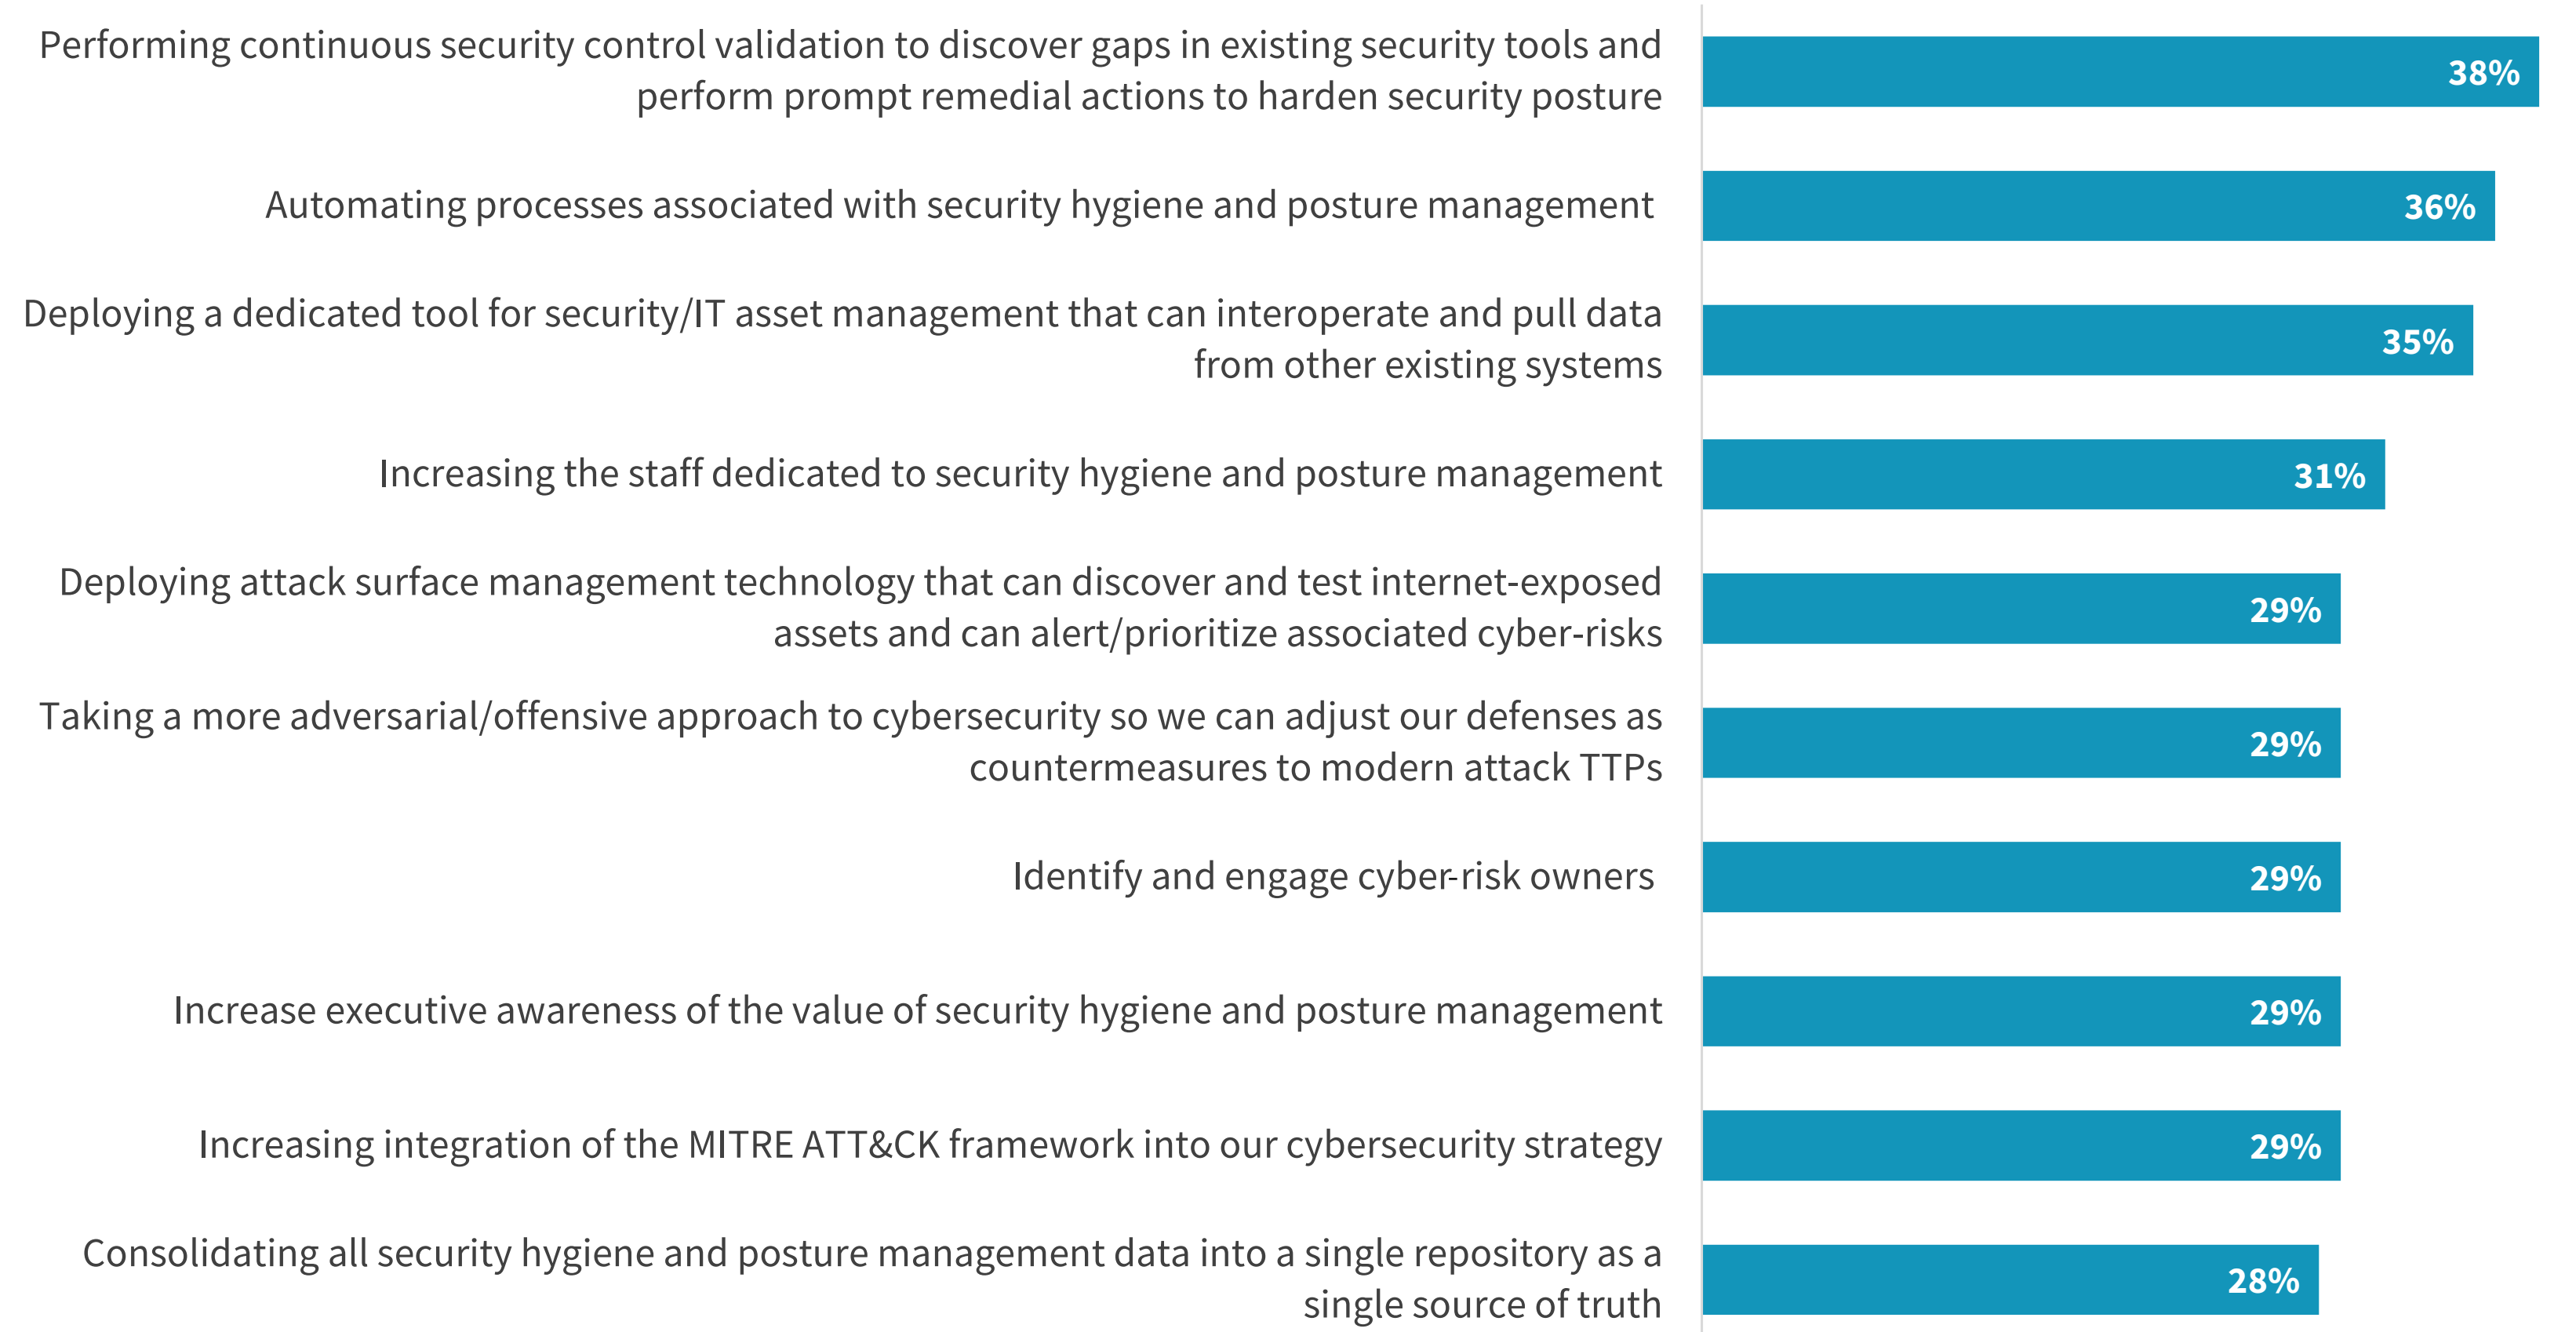 Performing continuous security control validation to discover gaps in existing security tools and
perform prompt remedial actions to harden security posture
38%
Automating processes associated with security hygiene and posture management
36%
Deploying a dedicated tool for security/IT asset management that can interoperate and pull data
from other existing systems
35%
Increasing the staff dedicated to security hygiene and posture management
31%
Deploying attack surface management technology that can discover and test internet-exposed
assets and can alert/prioritize associated cyber-risks
29%
Taking a more adversarial/offensive approach to cybersecurity so we can adjust our defenses as
countermeasures to modern attack TTPs
29%
Identify and engage cyber-risk owners
29%
Increase executive awareness of the value of security hygiene and posture management
29%
Increasing integration of the MITRE ATT&CK framework into our cybersecurity strategy
29%
Consolidating all security hygiene and posture management data into a single repository as a
single source of truth
28%